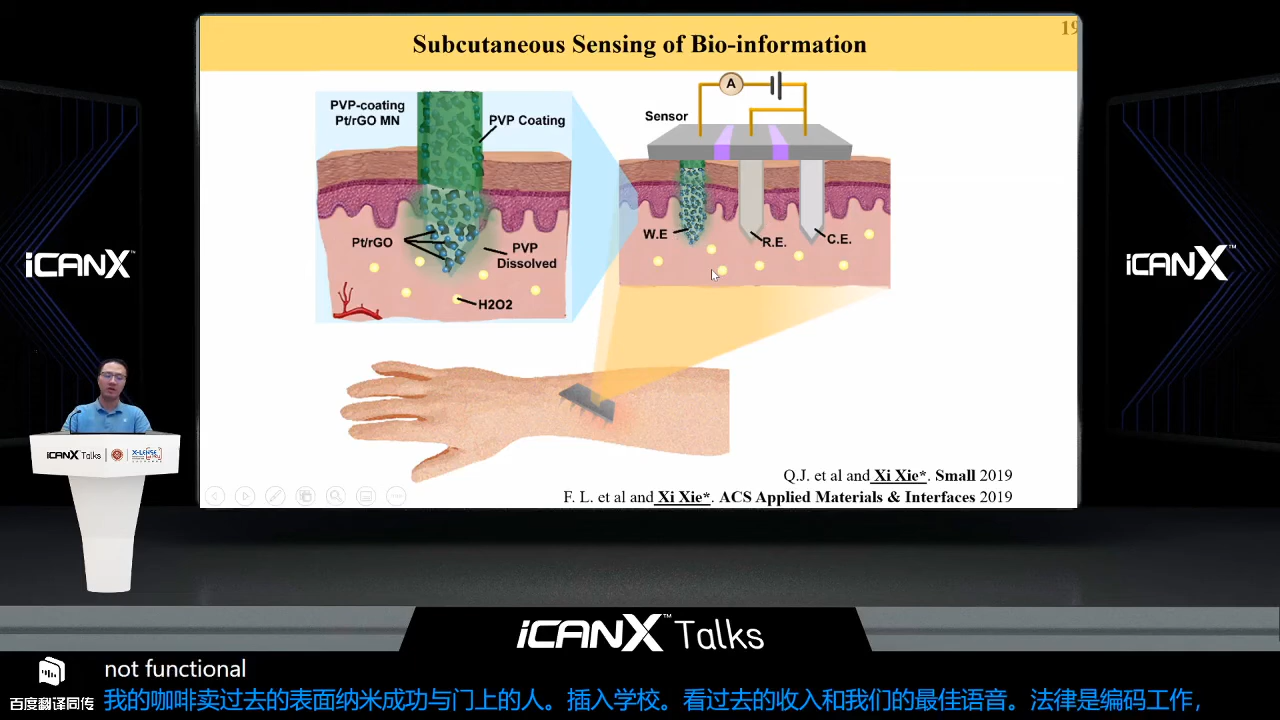 19
Subcutaneous Sensing of Bio-information
PVP-coating
Pt/rGO MN
PVP Coating
Pt/rGO
PVP
Dissolved
H2O2
Sensor
A
W.E
R.E.
C.E.
Q.J. et al and Xi Xie*. Small 2019
F. L. et al and Xi Xie*. ACS Applied Materials & Interfaces 2019
iCANX™
iCANX™
iCANX Talks
X-LENSE
iCANX™ Talks
not functional
百度翻译同传
我的咖啡卖过去的表面纳米成功与门上的人。插入学校。看过去的收入和我们的最佳语音。法律是编码工作，